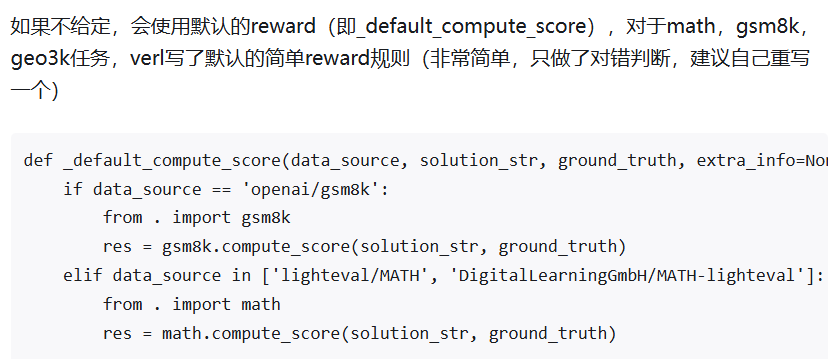 如果不给定，会使用默认的reward（即_default_compute_score），对于math，gsm8k，
geo3k任务，verl写了默认的简单reward规则（非常简单，只做了对错判断，建议自己重写
一个）
def _default_compute_score(data_source, solution_str, ground_truth, extra_info=Non
    if data_source == 'openai/gsm8k':
        from . import gsm8k
        res = gsm8k.compute_score(solution_str, ground_truth)
    elif data_source in ['lighteval/MATH', 'DigitalLearningGmbH/MATH-lighteval']:
        from . import math
        res = math.compute_score(solution_str, ground_truth)